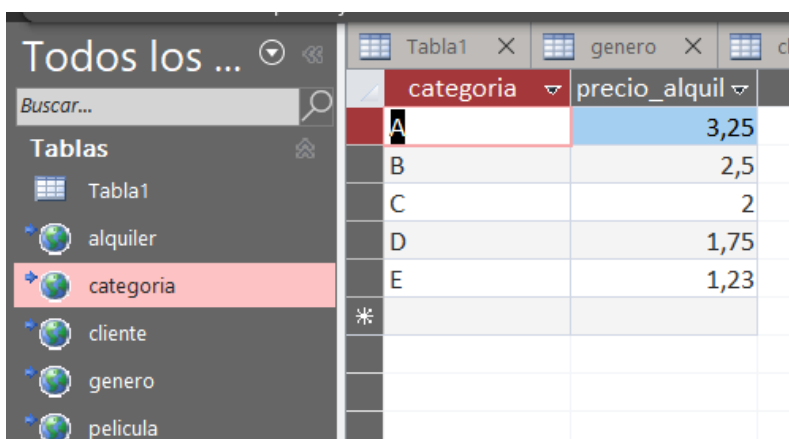 Todos los ...
Buscar...
Tablas
Tabla1
alquiler
categoria
cliente
genero
pelicula
Tabla1 genero
categoria precio_alquil
A 3,25
B 2,5
C 2
D 1,75
E 1,23